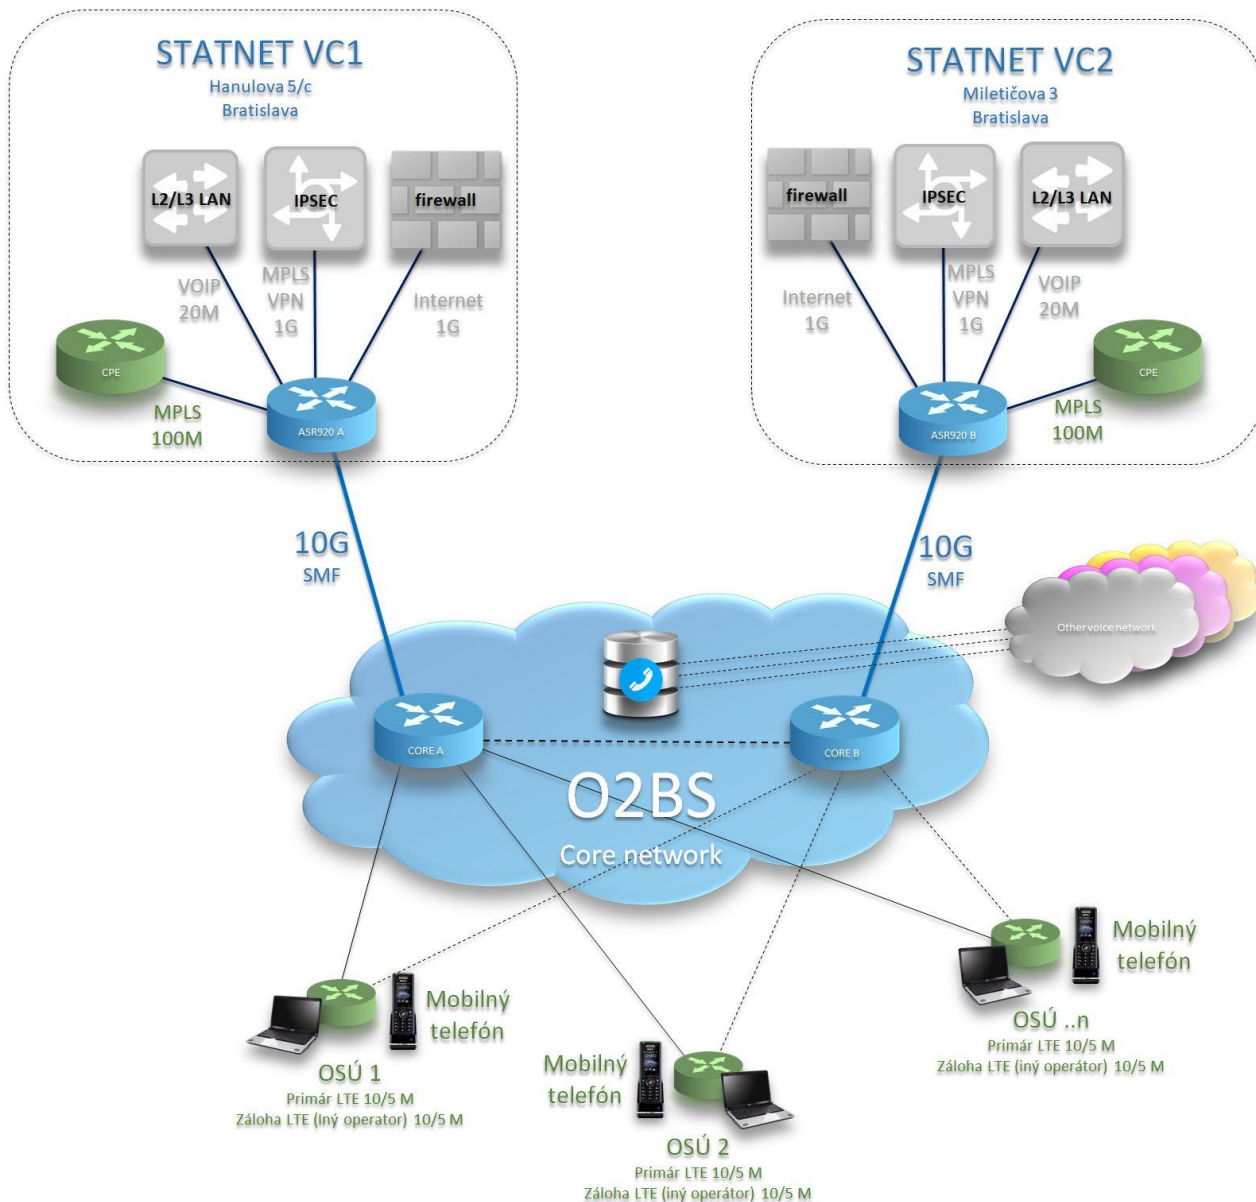 STATNET VC1
Hanulova 5/c
Bratislava
L2/L3 LAN
IPSEC
firewall
VOIP
20M
MPLS
VPN
1G
Internet
1G
CPE
MPLS
100M
ASR920 A
STATNET VC2
Miletičova 3
Bratislava
firewall
IPSEC
L2/L3 LAN
Internet
1G
MPLS
VPN
1G
VOIP
20M
CPE
MPLS
100M
ASR920 B
10G
SMF
10G
SMF
Other voice network
CORE A
CORE B
O2BS
Core network
Mobilný
telefón
OSÚ 1
Primár LTE 10/5 M
Záloha LTE (Iný operator) 10/5 M
Mobilný
telefón
OSÚ 2
Primár LTE 10/5 M
Záloha LTE (iný operátor) 10/5 M
Mobilný
telefón
OSÚ ..n
Primár LTE 10/5 M
Záloha LTE (iný operátor) 10/5 M